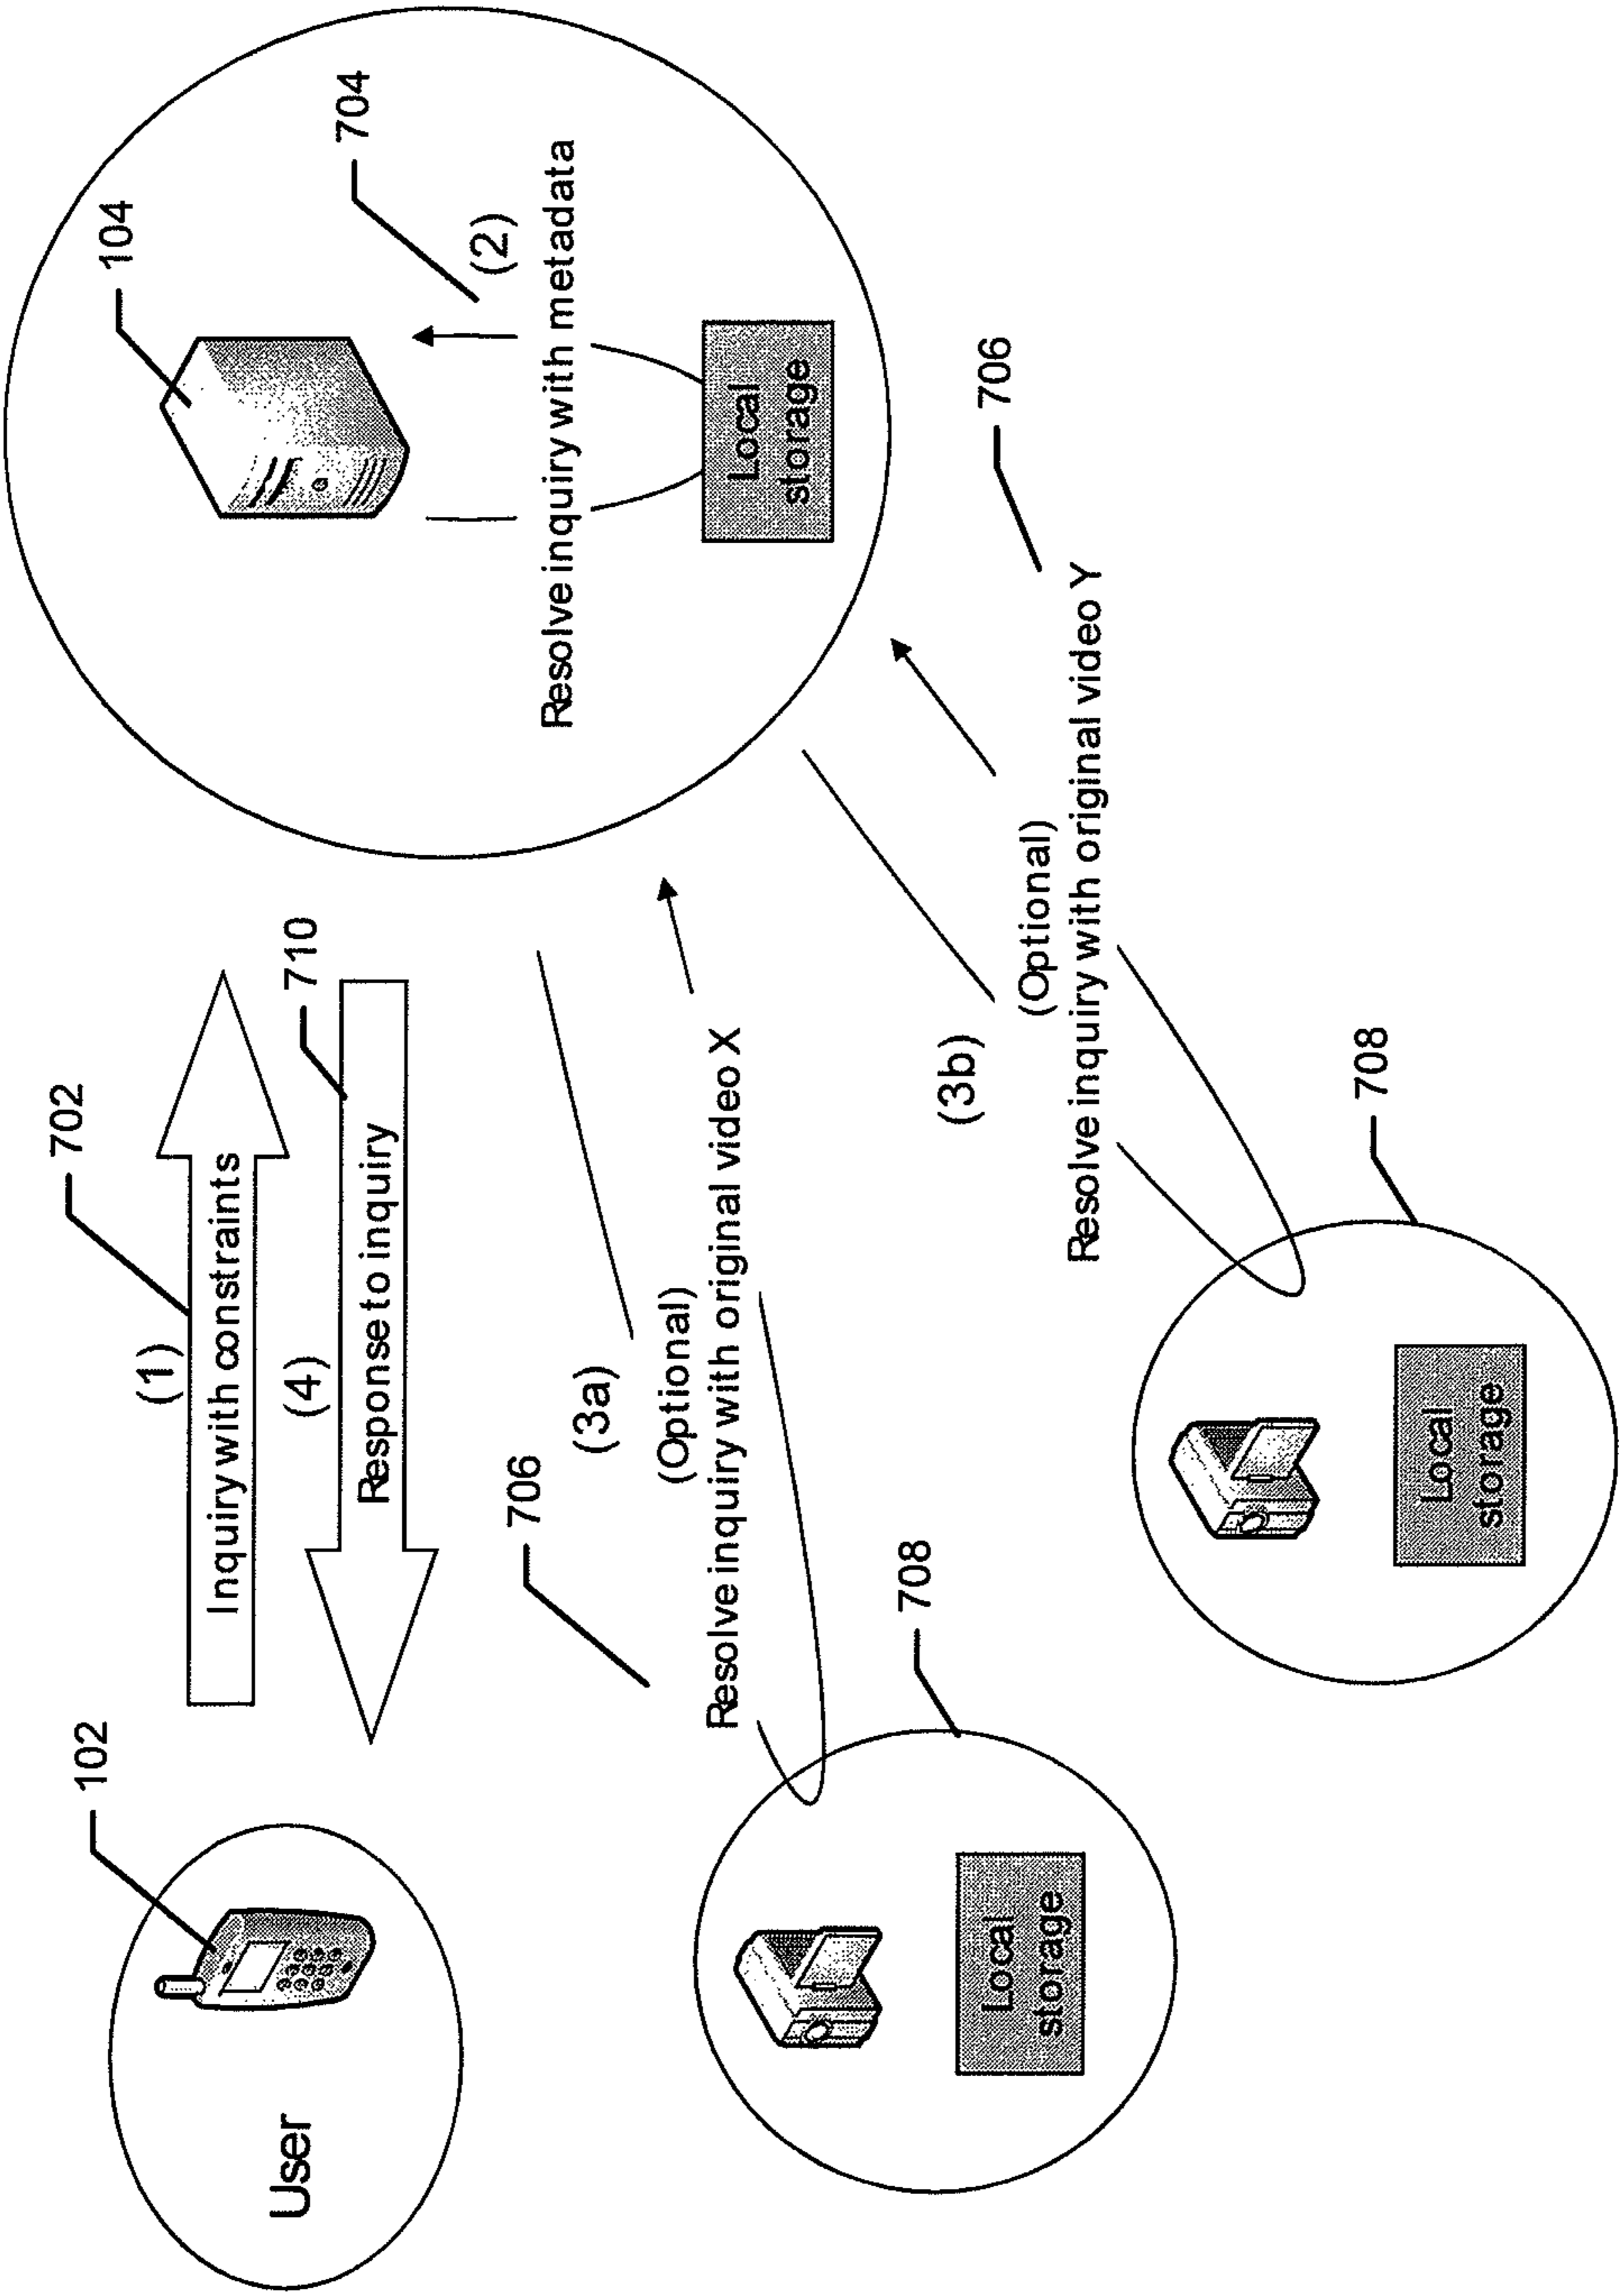 User
102
702
(1)
Inquiry with constraints
(4)
Response to inquiry
710
104
704
(2)
Resolve inquiry with metadata
Local
storage
706
(3a)
(Optional)
Resolve inquiry with original video X
708
Local
storage
706
(3b)
(Optional)
Resolve inquiry with original video Y
708
Local
storage